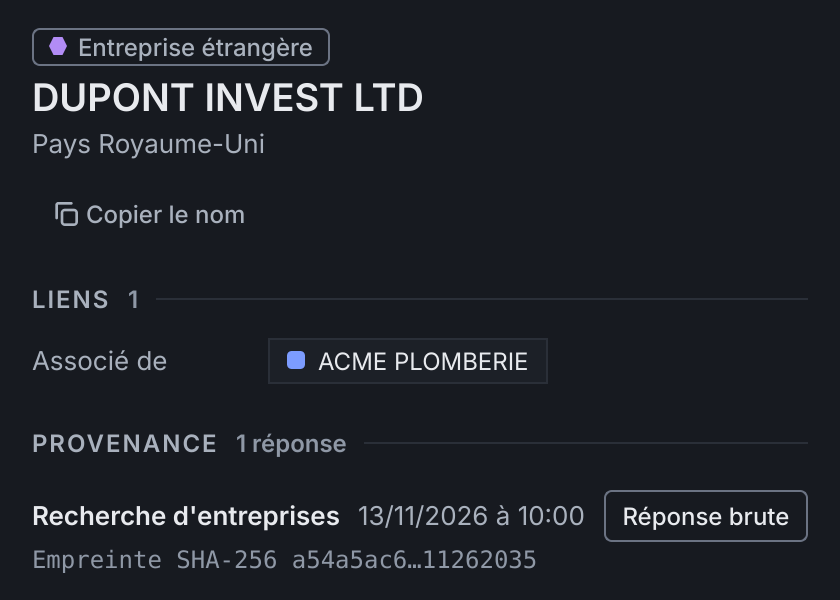 Entreprise étrangère
DUPONT INVEST LTD
Pays Royaume-Uni
Copier le nom
LIENS 1
Associé de ACME PLOMBERIE
PROVENANCE 1 réponse
Recherche d'entreprises 13/11/2026 à 10:00 Réponse brute
Empreinte SHA-256 a54a5ac6…11262035